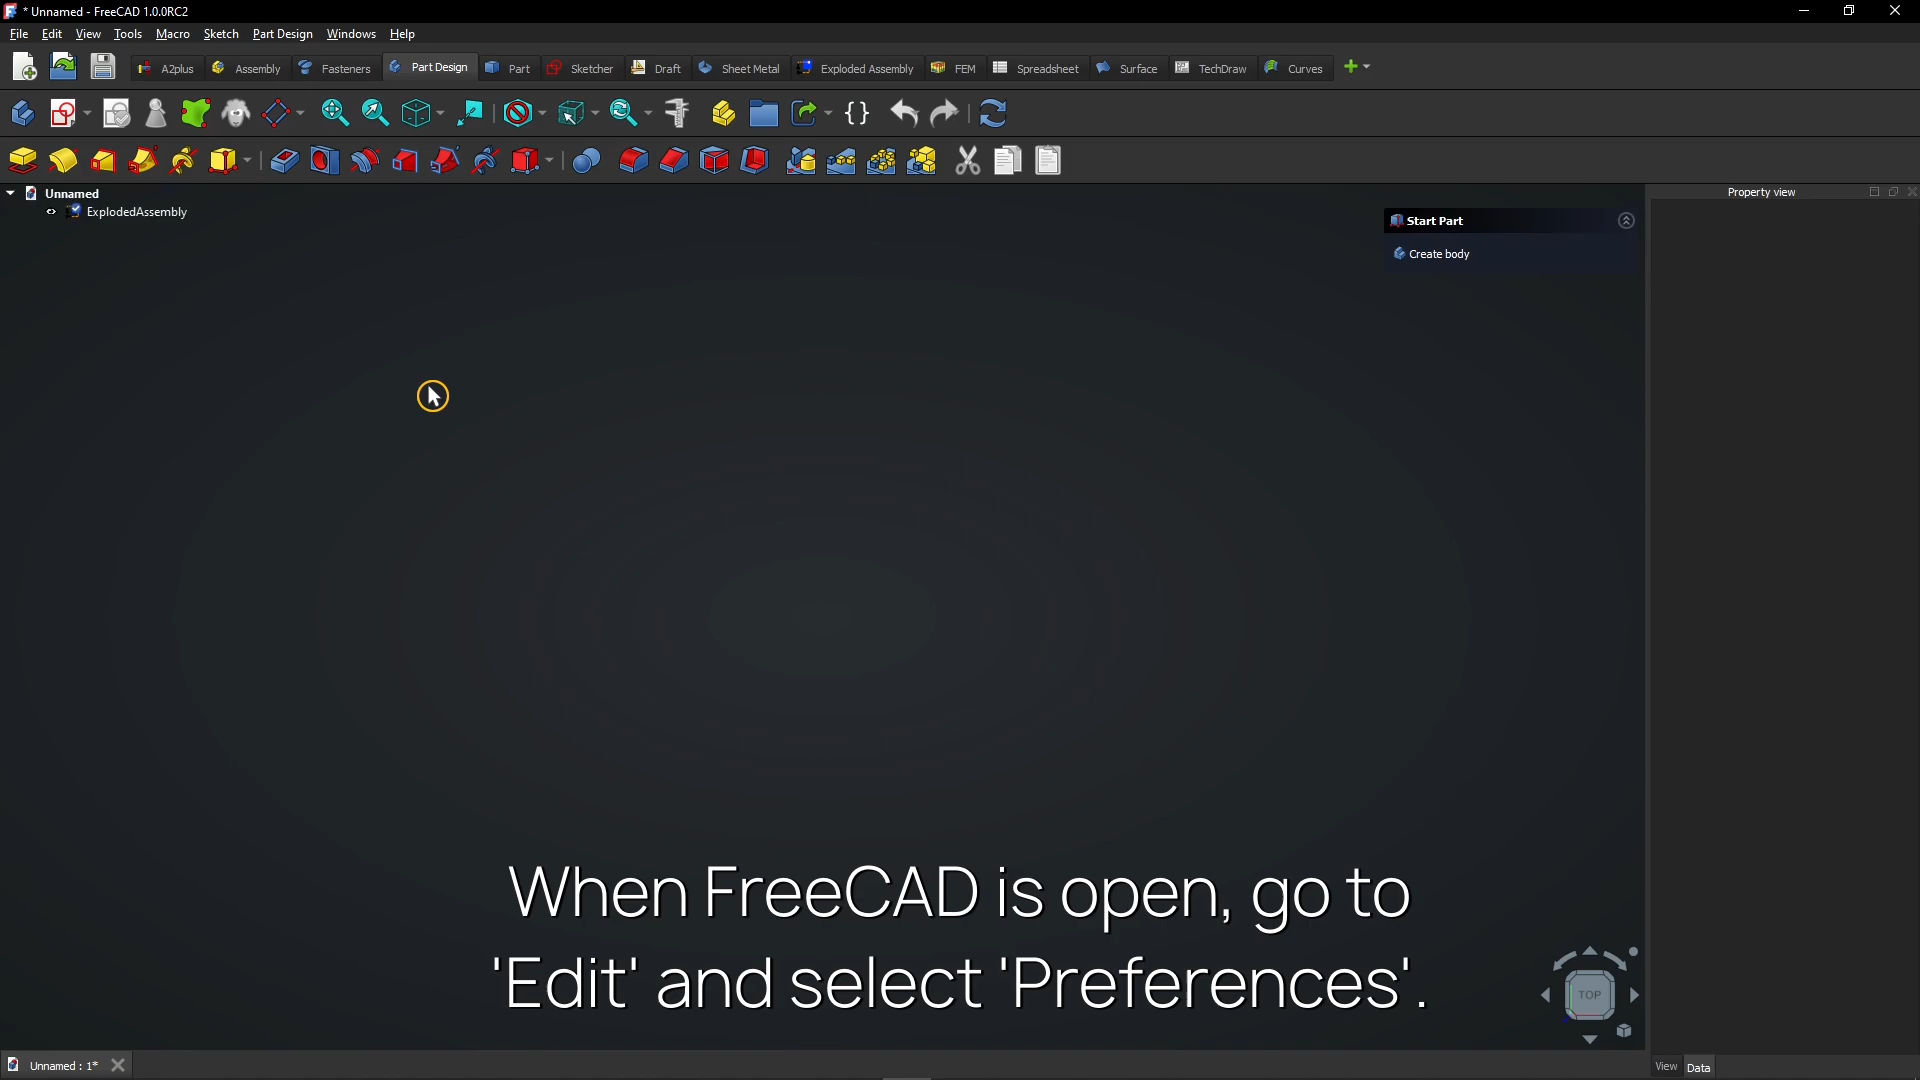 * Unnamed - FreeCAD 1.0.0RC2
File Edit View Tools Macro Sketch Part Design Windows Help
A2plus Assembly Fasteners Part Design Part Sketcher Draft Sheet Metal Exploded Assembly FEM Spreadsheet Surface TechDraw Curves
Unnamed
ExplodedAssembly
Property view
Start Part
Create body
When FreeCAD is open, go to
'Edit' and select 'Preferences'.
TOP
Unnamed : 1*
View Data